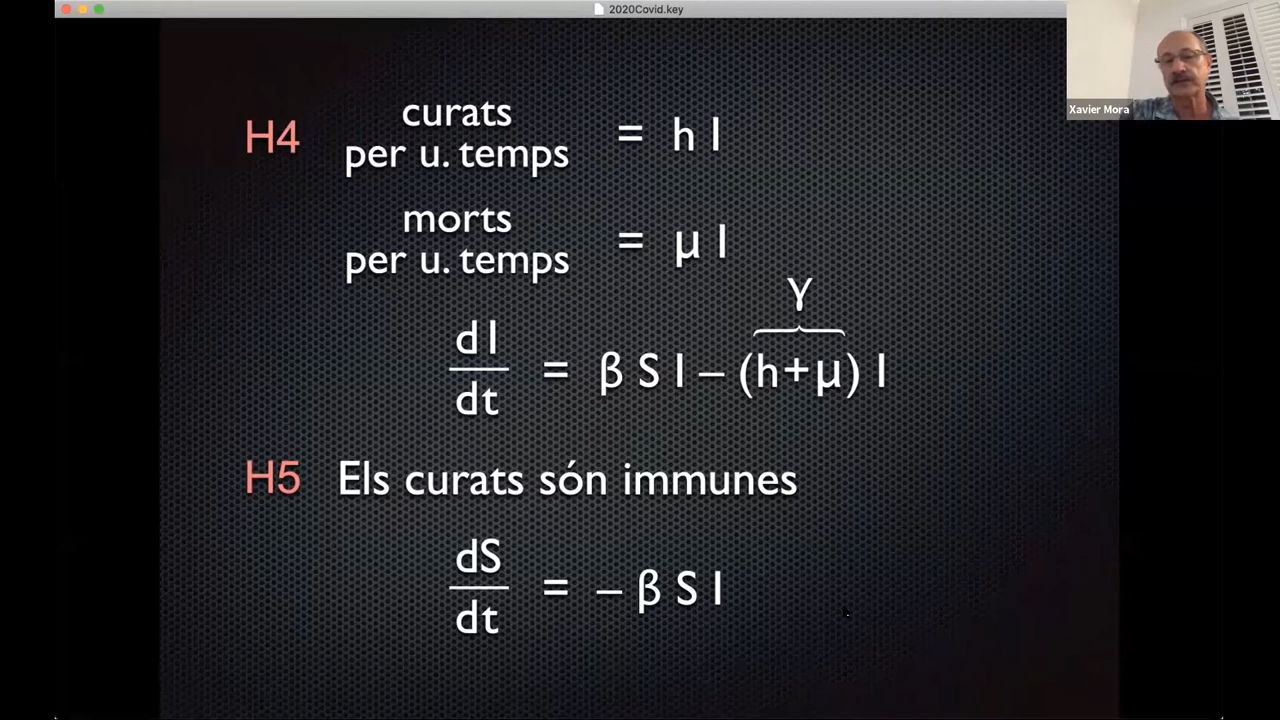 2020Covid.key
Xavier Mora
H4 curats
per u. temps = h I
morts
per u. temps = μ I
γ
dI
dt = β S I – (h+μ) I
H5 Els curats són immunes
dS
dt = – β S I